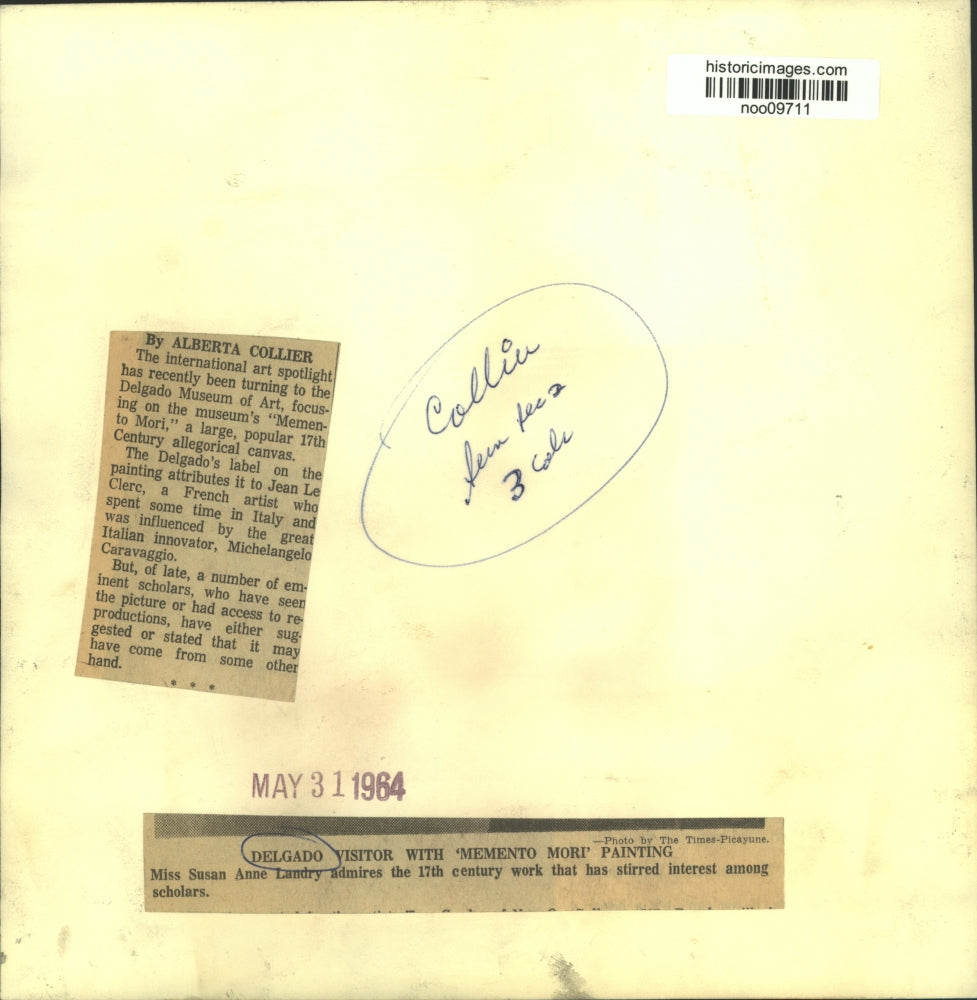 historicimages.com
noo09711
By ALBERTA COLLIER
The international art spotlight
has recently been turning to the
Delgado Museum of Art, focus-
ing on the museum's "Memen-
to Mori," a large, popular 17th
Century allegorical canvas.
The Delgado's label on the
painting attributes it to Jean Le
Clerc, a French artist who
spent some time in Italy and
was influenced by the great
Italian innovator, Michelangelo
Caravaggio.
But, of late, a number of em-
inent scholars, who have seen
the picture or had access to re-
productions, have either sug-
gested or stated that it may
have come from some other
hand.
* * *
Collier
3 cols
MAY 31 1964
—Photo by The Times-Picayune.
DELGADO VISITOR WITH 'MEMENTO MORI' PAINTING
Miss Susan Anne Landry admires the 17th century work that has stirred interest among
scholars.